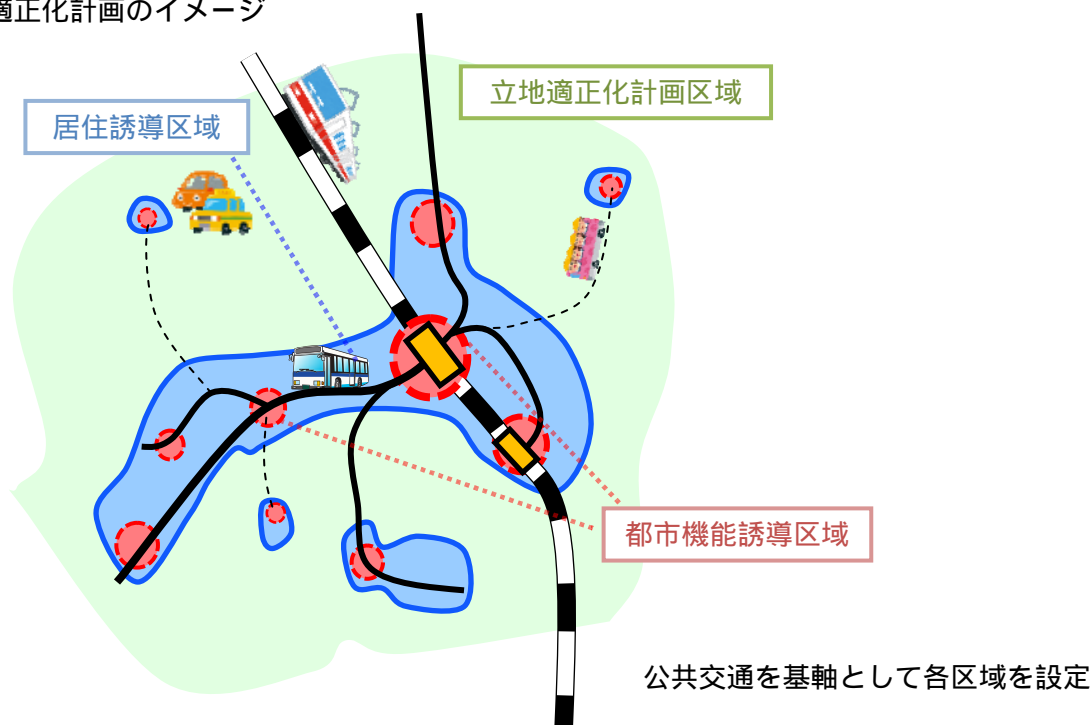 適正化計画のイメージ
立地適正化計画区域
居住誘導区域
都市機能誘導区域
公共交通を基軸として各区域を設定